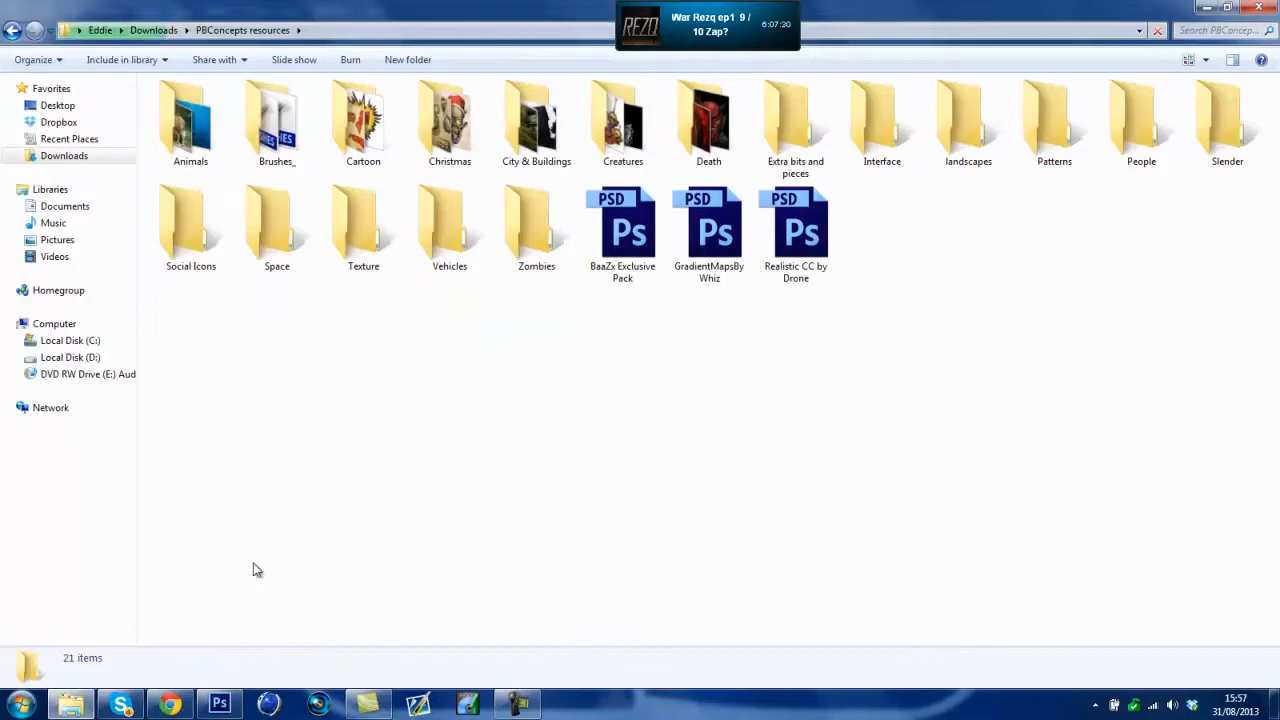 REZQ
War Rezq ep1 9 /
10 Zap?
6:07:30
Eddie ▸ Downloads ▸ PBConcepts resources ▸
Search PBConcep...
Organize
Include in library
Share with
Slide show
Burn
New folder
Favorites
Desktop
Dropbox
Recent Places
Downloads
Libraries
Documents
Music
Pictures
Videos
Homegroup
Computer
Local Disk (C:)
Local Disk (D:)
DVD RW Drive (E:) Aud
Network
Animals
Brushes_
Cartoon
Christmas
City & Buildings
Creatures
Death
Extra bits and
pieces
Interface
landscapes
Patterns
People
Slender
Social Icons
Space
Texture
Vehicles
Zombies
PSD
Ps
BaaZx Exclusive
Pack
PSD
Ps
GradientMapsBy
Whiz
PSD
Ps
Realistic CC by
Drone
21 items
Ps
15:57
31/08/2013